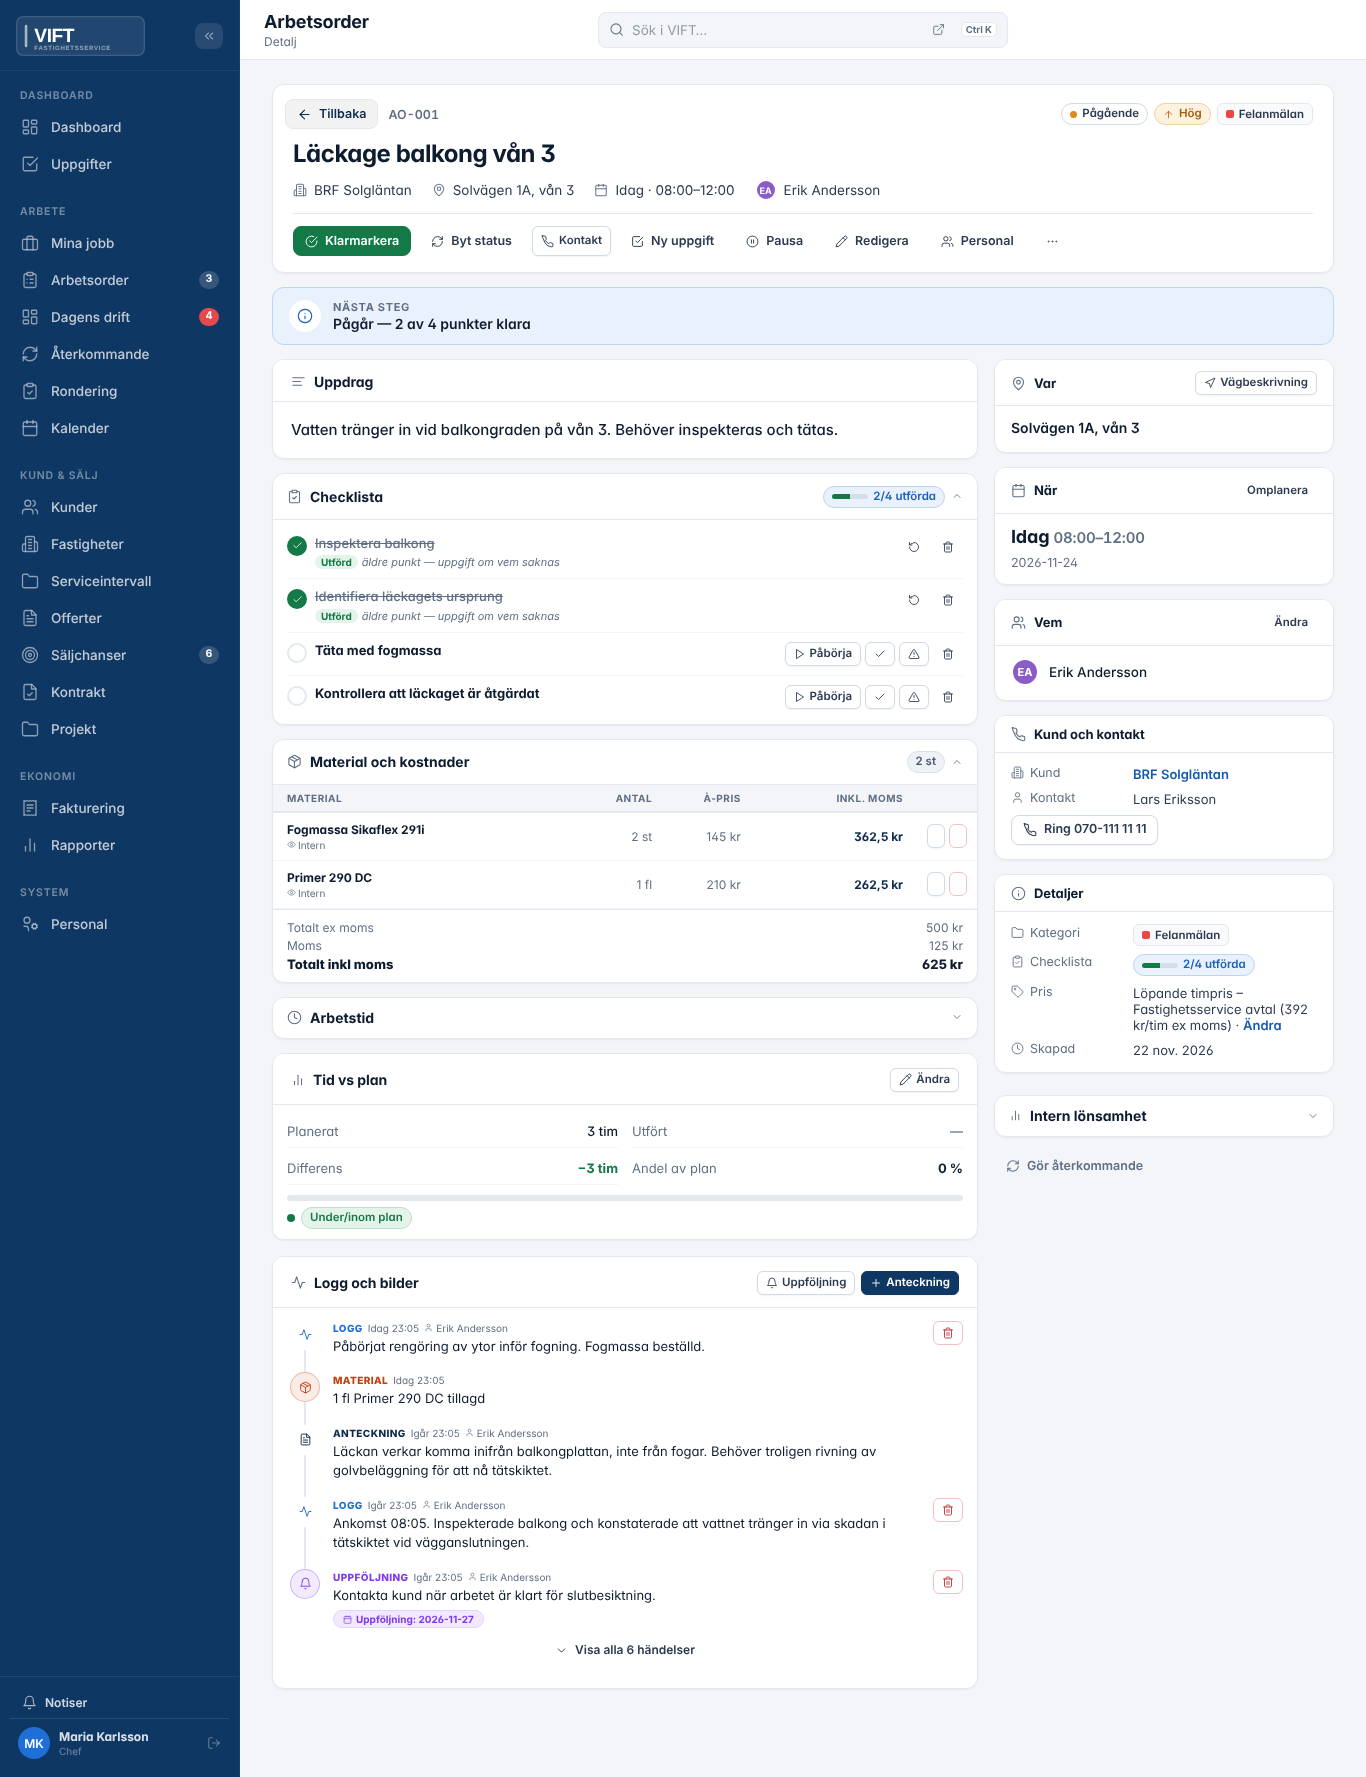 VIFT
FASTIGHETSSERVICE
DASHBOARD
Dashboard
Uppgifter
ARBETE
Mina jobb
Arbetsorder 3
Dagens drift 4
Återkommande
Rondering
Kalender
KUND & SÄLJ
Kunder
Fastigheter
Serviceintervall
Offerter
Säljchanser 6
Kontrakt
Projekt
EKONOMI
Fakturering
Rapporter
SYSTEM
Personal
Notiser
MK Maria Karlsson
Chef
Arbetsorder
Detalj
Sök i VIFT... Ctrl K
Tillbaka AO-001 Pågående Hög Felanmälan
Läckage balkong vån 3
BRF Solgläntan Solvägen 1A, vån 3 Idag · 08:00–12:00 EA Erik Andersson
Klarmarkera Byt status Kontakt Ny uppgift Pausa Redigera Personal ...
NÄSTA STEG
Pågår — 2 av 4 punkter klara
Uppdrag
Vatten tränger in vid balkongraden på vån 3. Behöver inspekteras och tätas.
Checklista 2/4 utförda
Inspektera balkong
Utförd äldre punkt — uppgift om vem saknas
Identifiera läckagets ursprung
Utförd äldre punkt — uppgift om vem saknas
Täta med fogmassa Påbörja
Kontrollera att läckaget är åtgärdat Påbörja
Material och kostnader 2 st
MATERIAL ANTAL À-PRIS INKL. MOMS
Fogmassa Sikaflex 291i 2 st 145 kr 362,5 kr
Intern
Primer 290 DC 1 fl 210 kr 262,5 kr
Intern
Totalt ex moms 500 kr
Moms 125 kr
Totalt inkl moms 625 kr
Arbetstid
Tid vs plan Ändra
Planerat 3 tim Utfört —
Differens −3 tim Andel av plan 0 %
Under/inom plan
Logg och bilder Uppföljning Anteckning
LOGG Idag 23:05 Erik Andersson
Påbörjat rengöring av ytor inför fogning. Fogmassa beställd.
MATERIAL Idag 23:05
1 fl Primer 290 DC tillagd
ANTECKNING Igår 23:05 Erik Andersson
Läckan verkar komma inifrån balkongplattan, inte från fogar. Behöver troligen rivning av
golvbeläggning för att nå tätskiktet.
LOGG Igår 23:05 Erik Andersson
Ankomst 08:05. Inspekterade balkong och konstaterade att vattnet tränger in via skadan i
tätskiktet vid vägganslutningen.
UPPFÖLJNING Igår 23:05 Erik Andersson
Kontakta kund när arbetet är klart för slutbesiktning.
Uppföljning: 2026-11-27
Visa alla 6 händelser
Var Vägbeskrivning
Solvägen 1A, vån 3
När Omplanera
Idag 08:00–12:00
2026-11-24
Vem Ändra
EA Erik Andersson
Kund och kontakt
Kund BRF Solgläntan
Kontakt Lars Eriksson
Ring 070-111 11 11
Detaljer
Kategori Felanmälan
Checklista 2/4 utförda
Pris Löpande timpris –
Fastighetsservice avtal (392
kr/tim ex moms) · Ändra
Skapad 22 nov. 2026
Intern lönsamhet
Gör återkommande